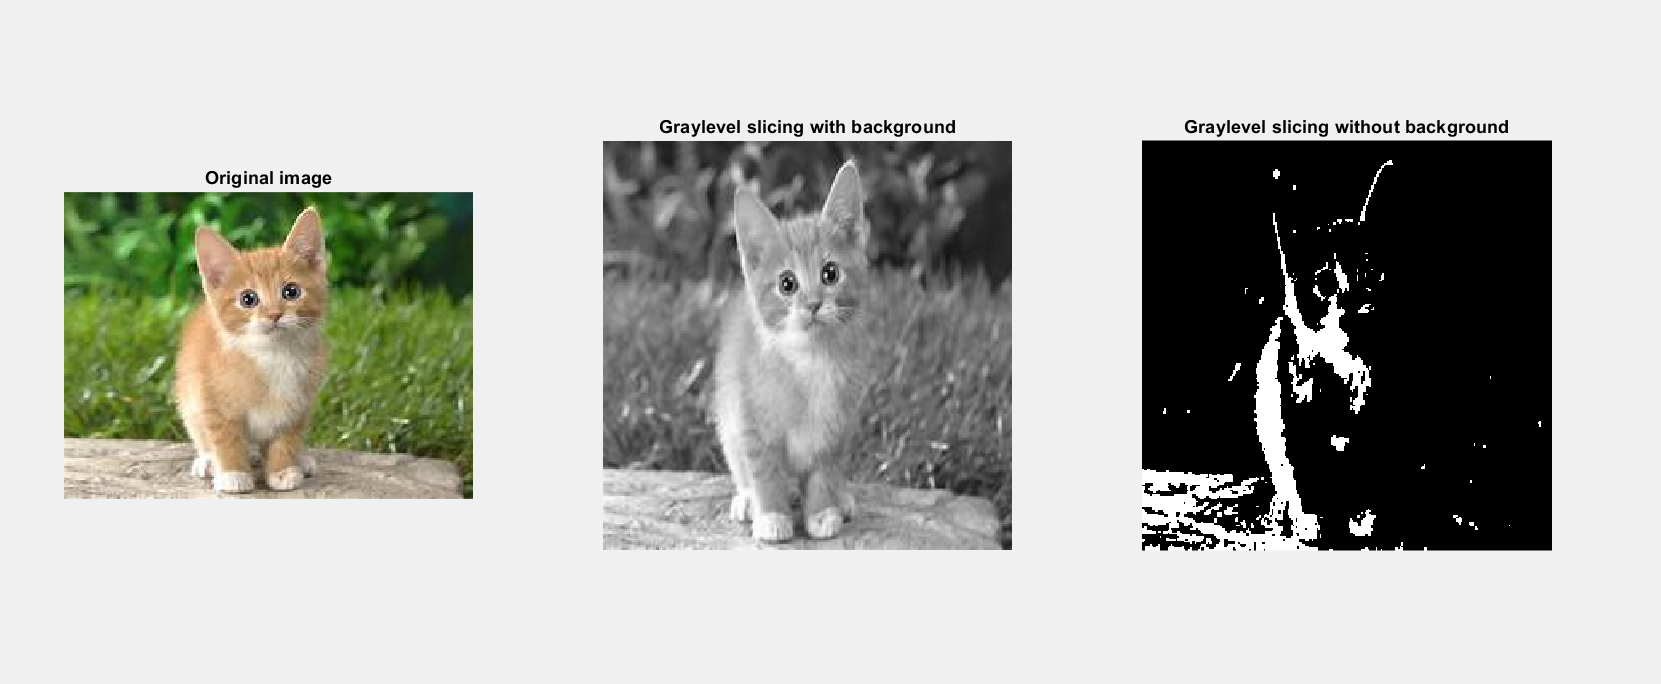 Original image
Graylevel slicing with background
Graylevel slicing without background